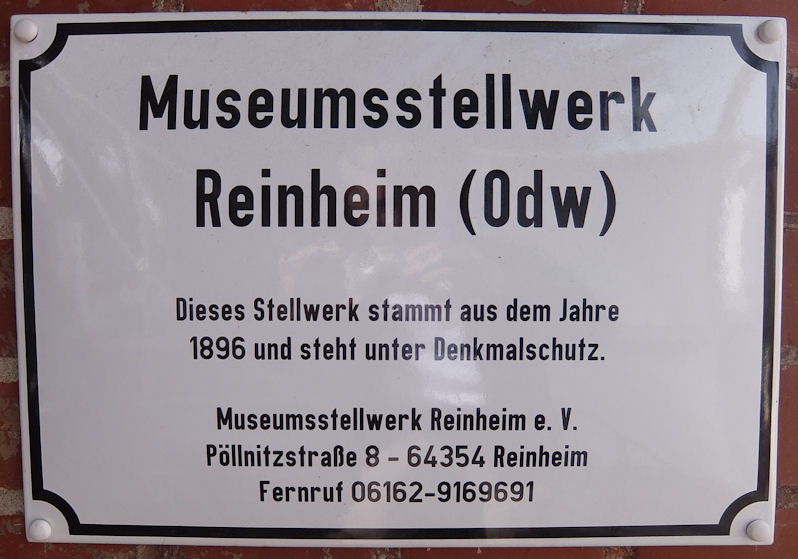 Museumsstellwerk
Reinheim (Odw)
Dieses Stellwerk stammt aus dem Jahre
1896 und steht unter Denkmalschutz.
Museumsstellwerk Reinheim e. V.
Pöllnitzstraße 8 - 64354 Reinheim
Fernruf 06162-9169691